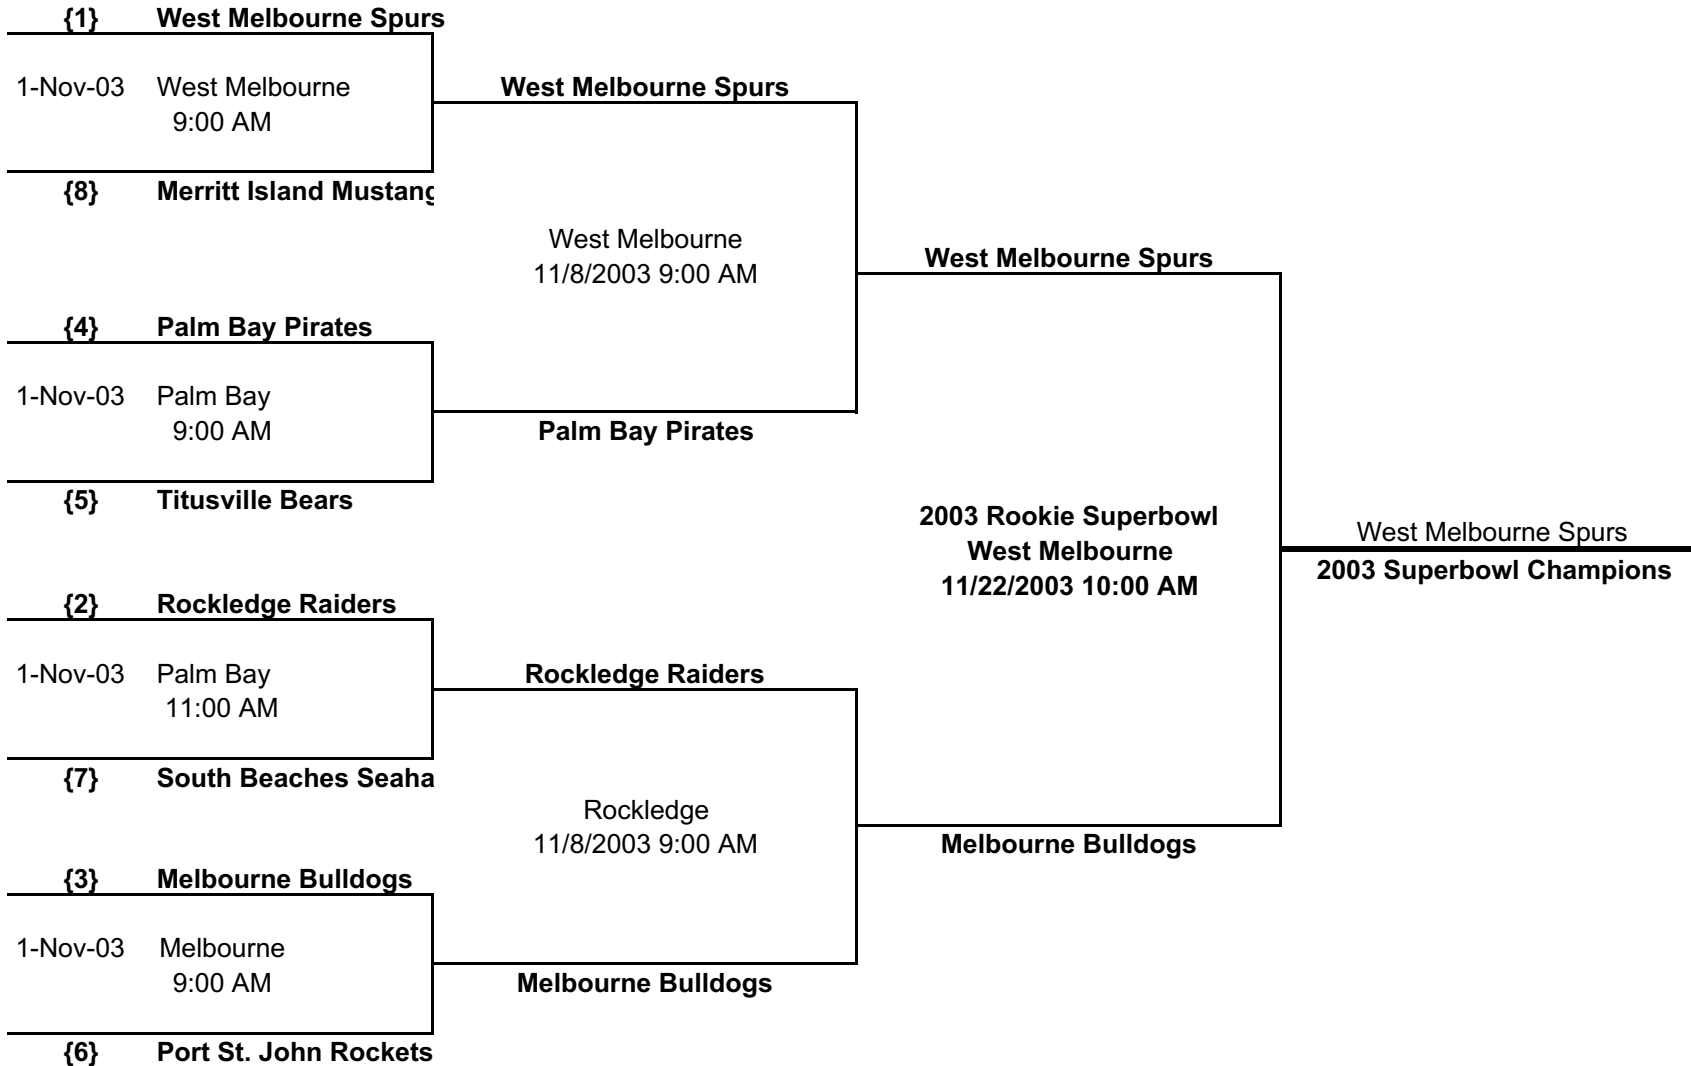 {1} West Melbourne Spurs
1-Nov-03 West Melbourne
9:00 AM
{8} Merritt Island Mustang
{4} Palm Bay Pirates
1-Nov-03 Palm Bay
9:00 AM
{5} Titusville Bears
{2} Rockledge Raiders
1-Nov-03 Palm Bay
11:00 AM
{7} South Beaches Seaha
{3} Melbourne Bulldogs
1-Nov-03 Melbourne
9:00 AM
{6} Port St. John Rockets
West Melbourne Spurs
West Melbourne
11/8/2003 9:00 AM
Palm Bay Pirates
Rockledge Raiders
Rockledge
11/8/2003 9:00 AM
Melbourne Bulldogs
West Melbourne Spurs
2003 Rookie Superbowl
West Melbourne
11/22/2003 10:00 AM
Melbourne Bulldogs
West Melbourne Spurs
2003 Superbowl Champions